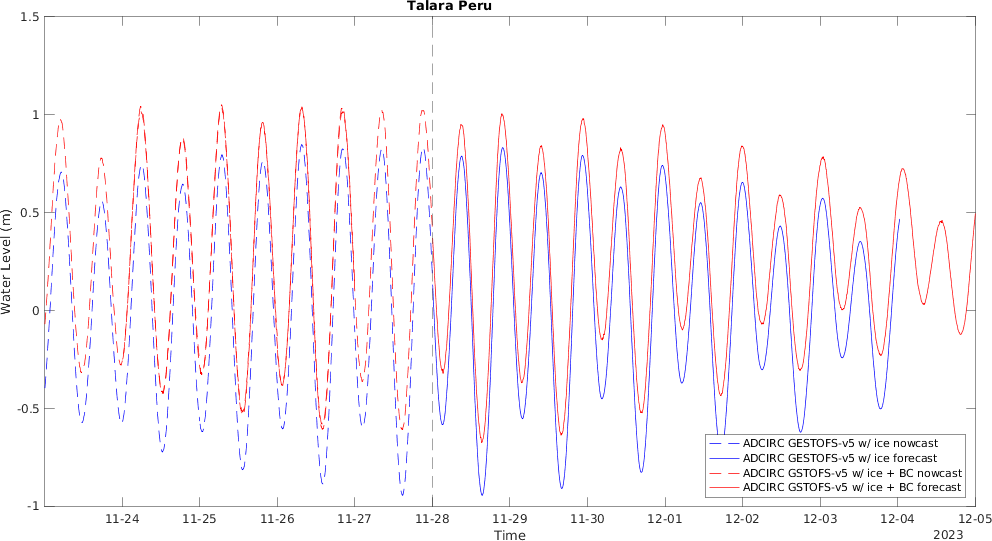 Talara Peru
1.5
1
0.5
0
-0.5
-1
Water Level (m)
11-24 11-25 11-26 11-27 11-28 11-29 11-30 12-01 12-02 12-03 12-04 12-05
Time
2023
ADCIRC GESTOFS-v5 w/ ice nowcast
ADCIRC GESTOFS-v5 w/ ice forecast
ADCIRC GSTOFS-v5 w/ ice + BC nowcast
ADCIRC GSTOFS-v5 w/ ice + BC forecast